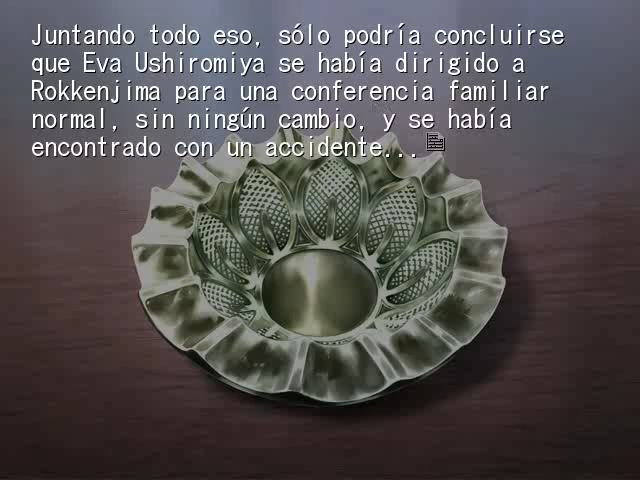 Juntando todo eso, sólo podría concluirse
que Eva Ushiromiya se había dirigido a
Rokkenjima para una conferencia familiar
normal, sin ningún cambio, y se había
encontrado con un accidente...